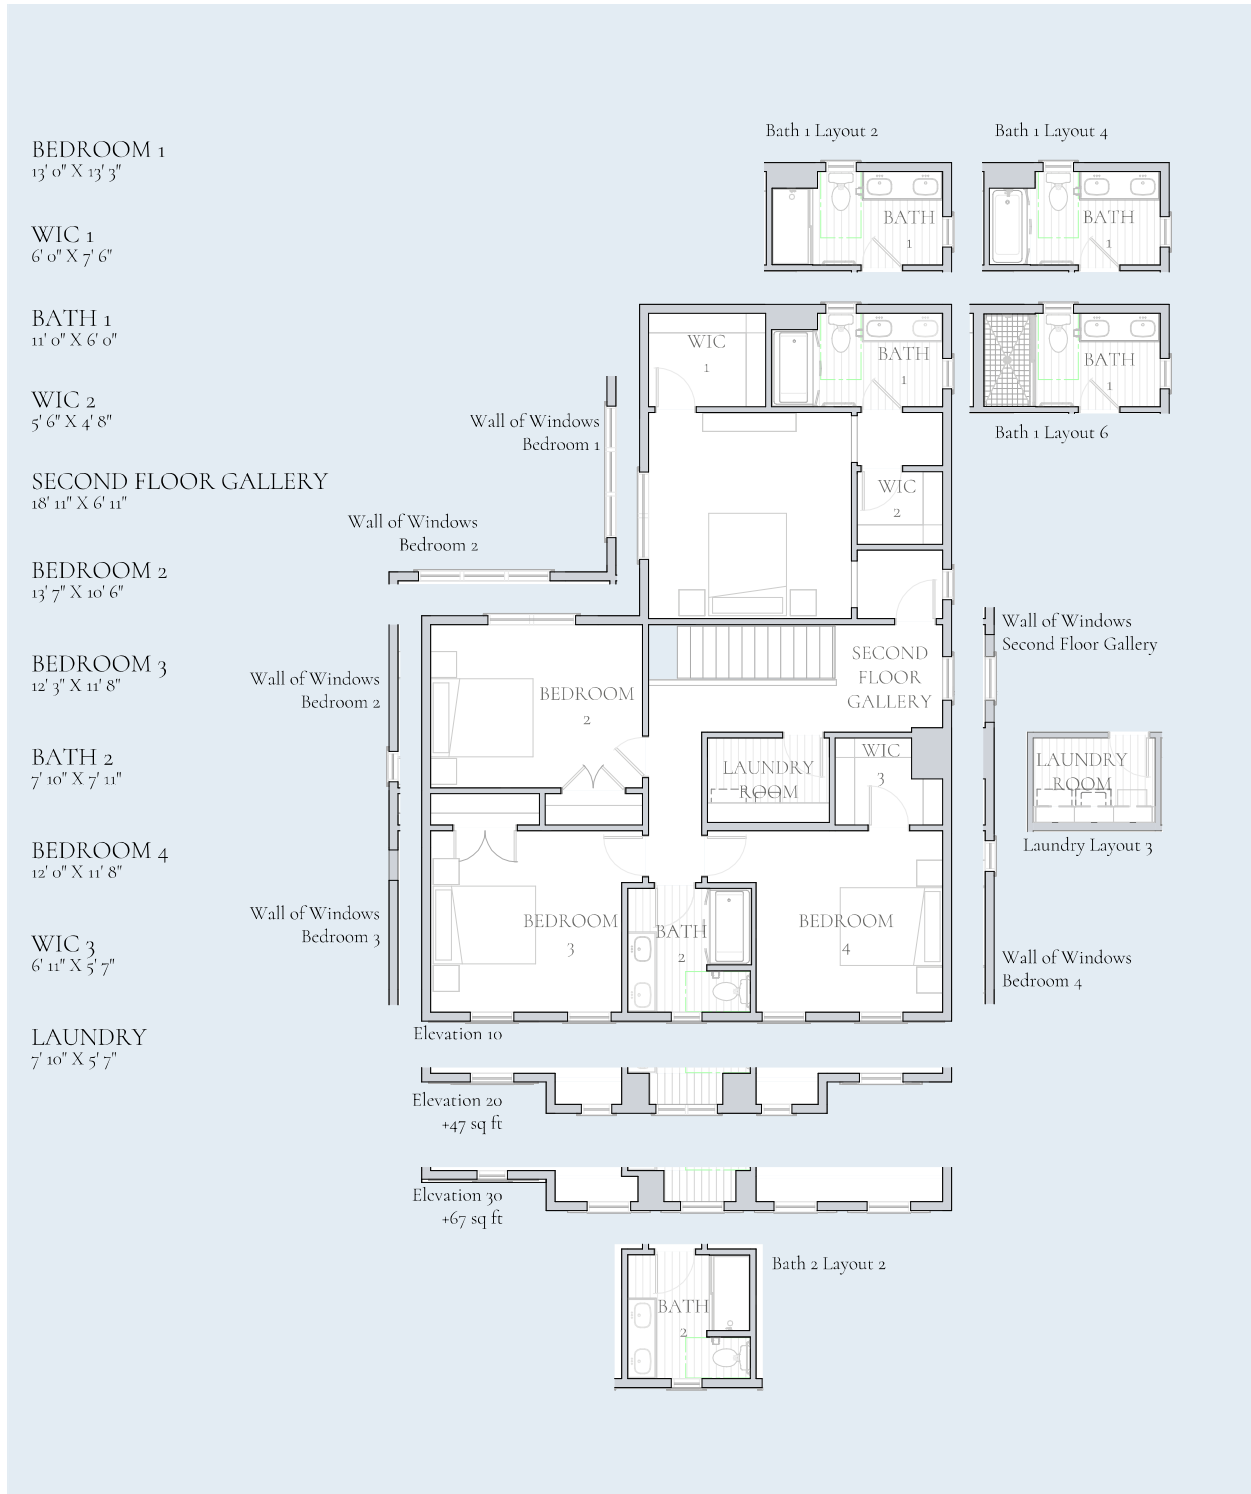 BEDROOM 1
13' 0" X 13' 3"
WIC 1
6' 0" X 7' 6"
BATH 1
11' 0" X 6' 0"
WIC 2
5' 6" X 4' 8"
SECOND FLOOR GALLERY
18' 11" X 6' 11"
BEDROOM 2
13' 7" X 10' 6"
BEDROOM 3
12' 3" X 11' 8"
BATH 2
7' 10" X 7' 11"
BEDROOM 4
12' 0" X 11' 8"
WIC 3
6' 11" X 5' 7"
LAUNDRY
7' 10" X 5' 7"
Bath 1 Layout 2
BATH
1
Bath 1 Layout 4
BATH
1
WIC
1
BATH
1
BATH
1
Bath 1 Layout 6
Wall of Windows
Bedroom 1
WIC
2
Wall of Windows
Bedroom 2
Wall of Windows
Second Floor Gallery
SECOND
FLOOR
GALLERY
Wall of Windows
Bedroom 2
BEDROOM
2
LAUNDRY
ROOM
WIC
3
LAUNDRY
ROOM
Laundry Layout 3
Wall of Windows
Bedroom 3
BEDROOM
3
BATH
2
BEDROOM
4
Wall of Windows
Bedroom 4
Elevation 10
Elevation 20
+47 sq ft
Elevation 30
+67 sq ft
Bath 2 Layout 2
BATH
2